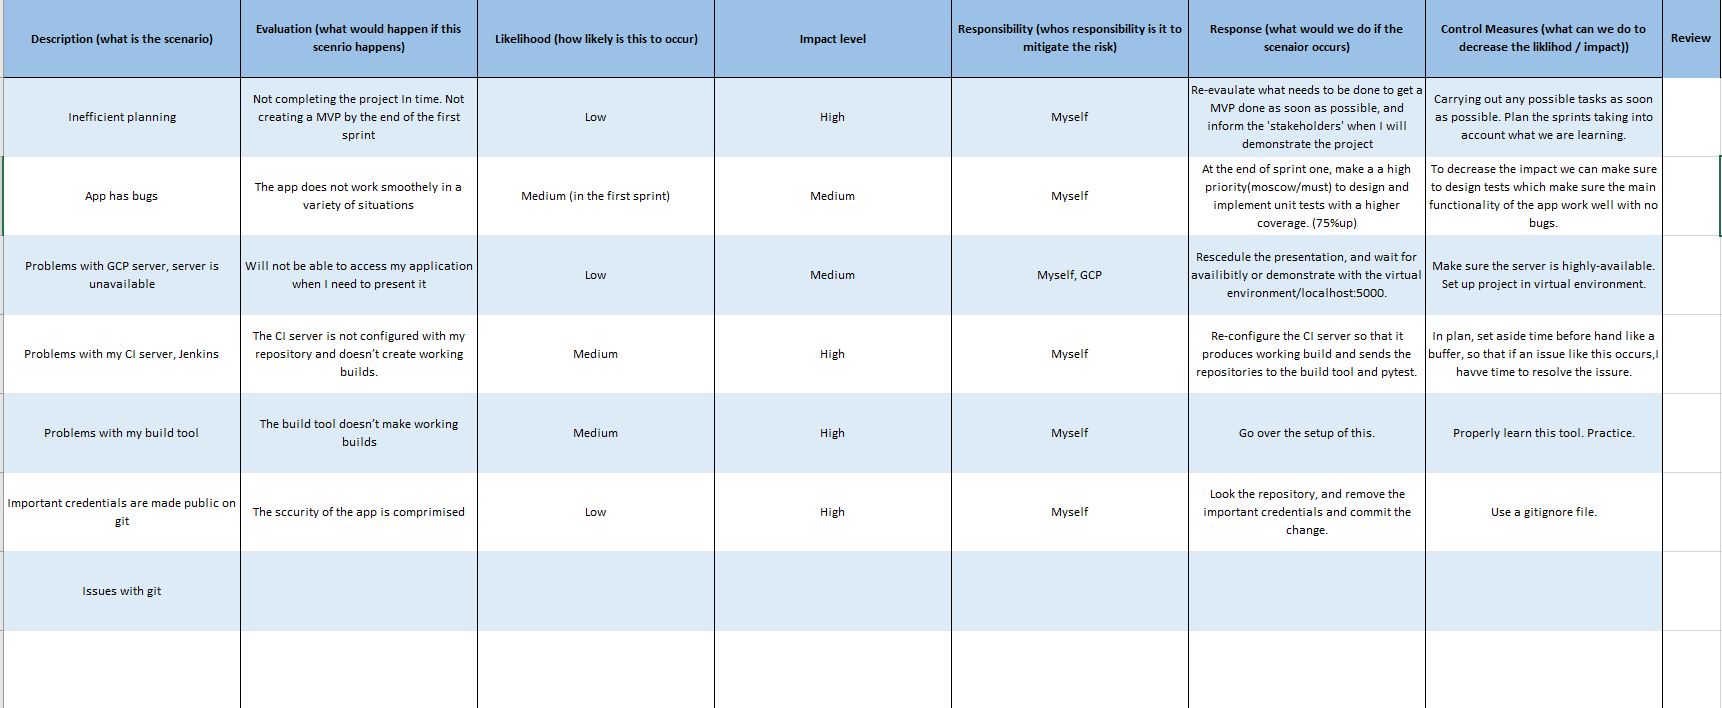 Description (what is the scenario)
Evaluation (what would happen if this
scenrio happens)
Likelihood (how likely is this to occur)
Impact level
Responsibility (whos responsibility is it to
mitigate the risk)
Response (what would we do if the
scenaior occurs)
Control Measures (what can we do to
decrease the liklihod / impact))
Review
Inefficient planning
Not completing the project In time. Not
creating a MVP by the end of the first
sprint
Low
High
Myself
Re-evaulate what needs to be done to get a
MVP done as soon as possible, and
inform the 'stakeholders' when I will
demonstrate the project
Carrying out any possible tasks as soon
as possible. Plan the sprints taking into
account what we are learning.
App has bugs
The app does not work smoothely in a
variety of situations
Medium (in the first sprint)
Medium
Myself
At the end of sprint one, make a a high
priority(moscow/must) to design and
implement unit tests with a higher
coverage. (75%up)
To decrease the impact we can make sure
to design tests which make sure the main
functionality of the app work well with no
bugs.
Problems with GCP server, server is
unavailable
Will not be able to access my application
when I need to present it
Low
Medium
Myself, GCP
Rescedule the presentation, and wait for
availibitly or demonstrate with the virtual
environment/localhost:5000.
Make sure the server is highly-available.
Set up project in virtual environment.
Problems with my CI server, Jenkins
The CI server is not configured with my
repository and doesn't create working
builds.
Medium
High
Myself
Re-configure the CI server so that it
produces working build and sends the
repositories to the build tool and pytest.
In plan, set aside time before hand like a
buffer, so that if an issue like this occurs,I
havve time to resolve the issure.
Problems with my build tool
The build tool doesn't make working
builds
Medium
High
Myself
Go over the setup of this.
Properly learn this tool. Practice.
Important credentials are made public on
git
The sccurity of the app is comprimised
Low
High
Myself
Look the repository, and remove the
important credentials and commit the
change.
Use a gitignore file.
Issues with git